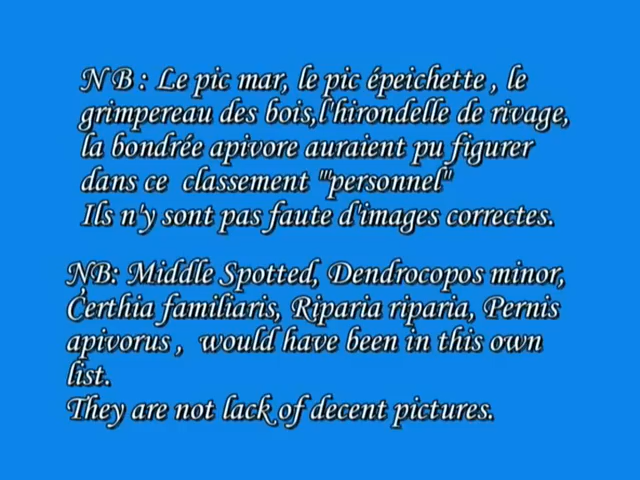 N B : Le pic mar, le pic épeichette , le
grimpereau des bois,l'hirondelle de rivage,
la bondrée apivore auraient pu figurer
dans ce classement "'personnel"
Ils n'y sont pas faute d'images correctes.
NB: Middle Spotted, Dendrocopos minor,
Certhia familiaris, Riparia riparia, Pernis
apivorus , would have been in this own
list.
They are not lack of decent pictures.